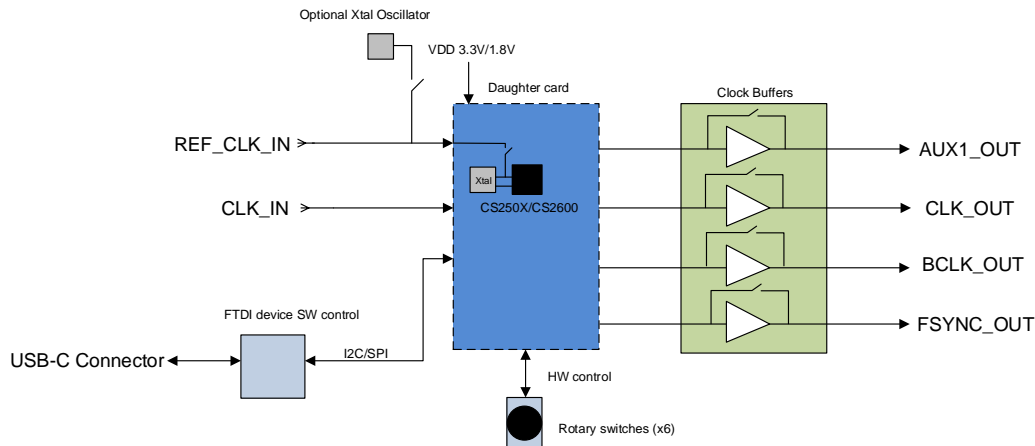 Optional Xtal Oscillator
VDD 3.3V/1.8V
Daughter card
Clock Buffers
REF_CLK_IN
AUX1_OUT
Xtal
CLK_IN
CS250X/CS2600
CLK_OUT
BCLK_OUT
FTDI device SW control
FSYNC_OUT
USB-C Connector
I2C/SPI
HW control
Rotary switches (x6)